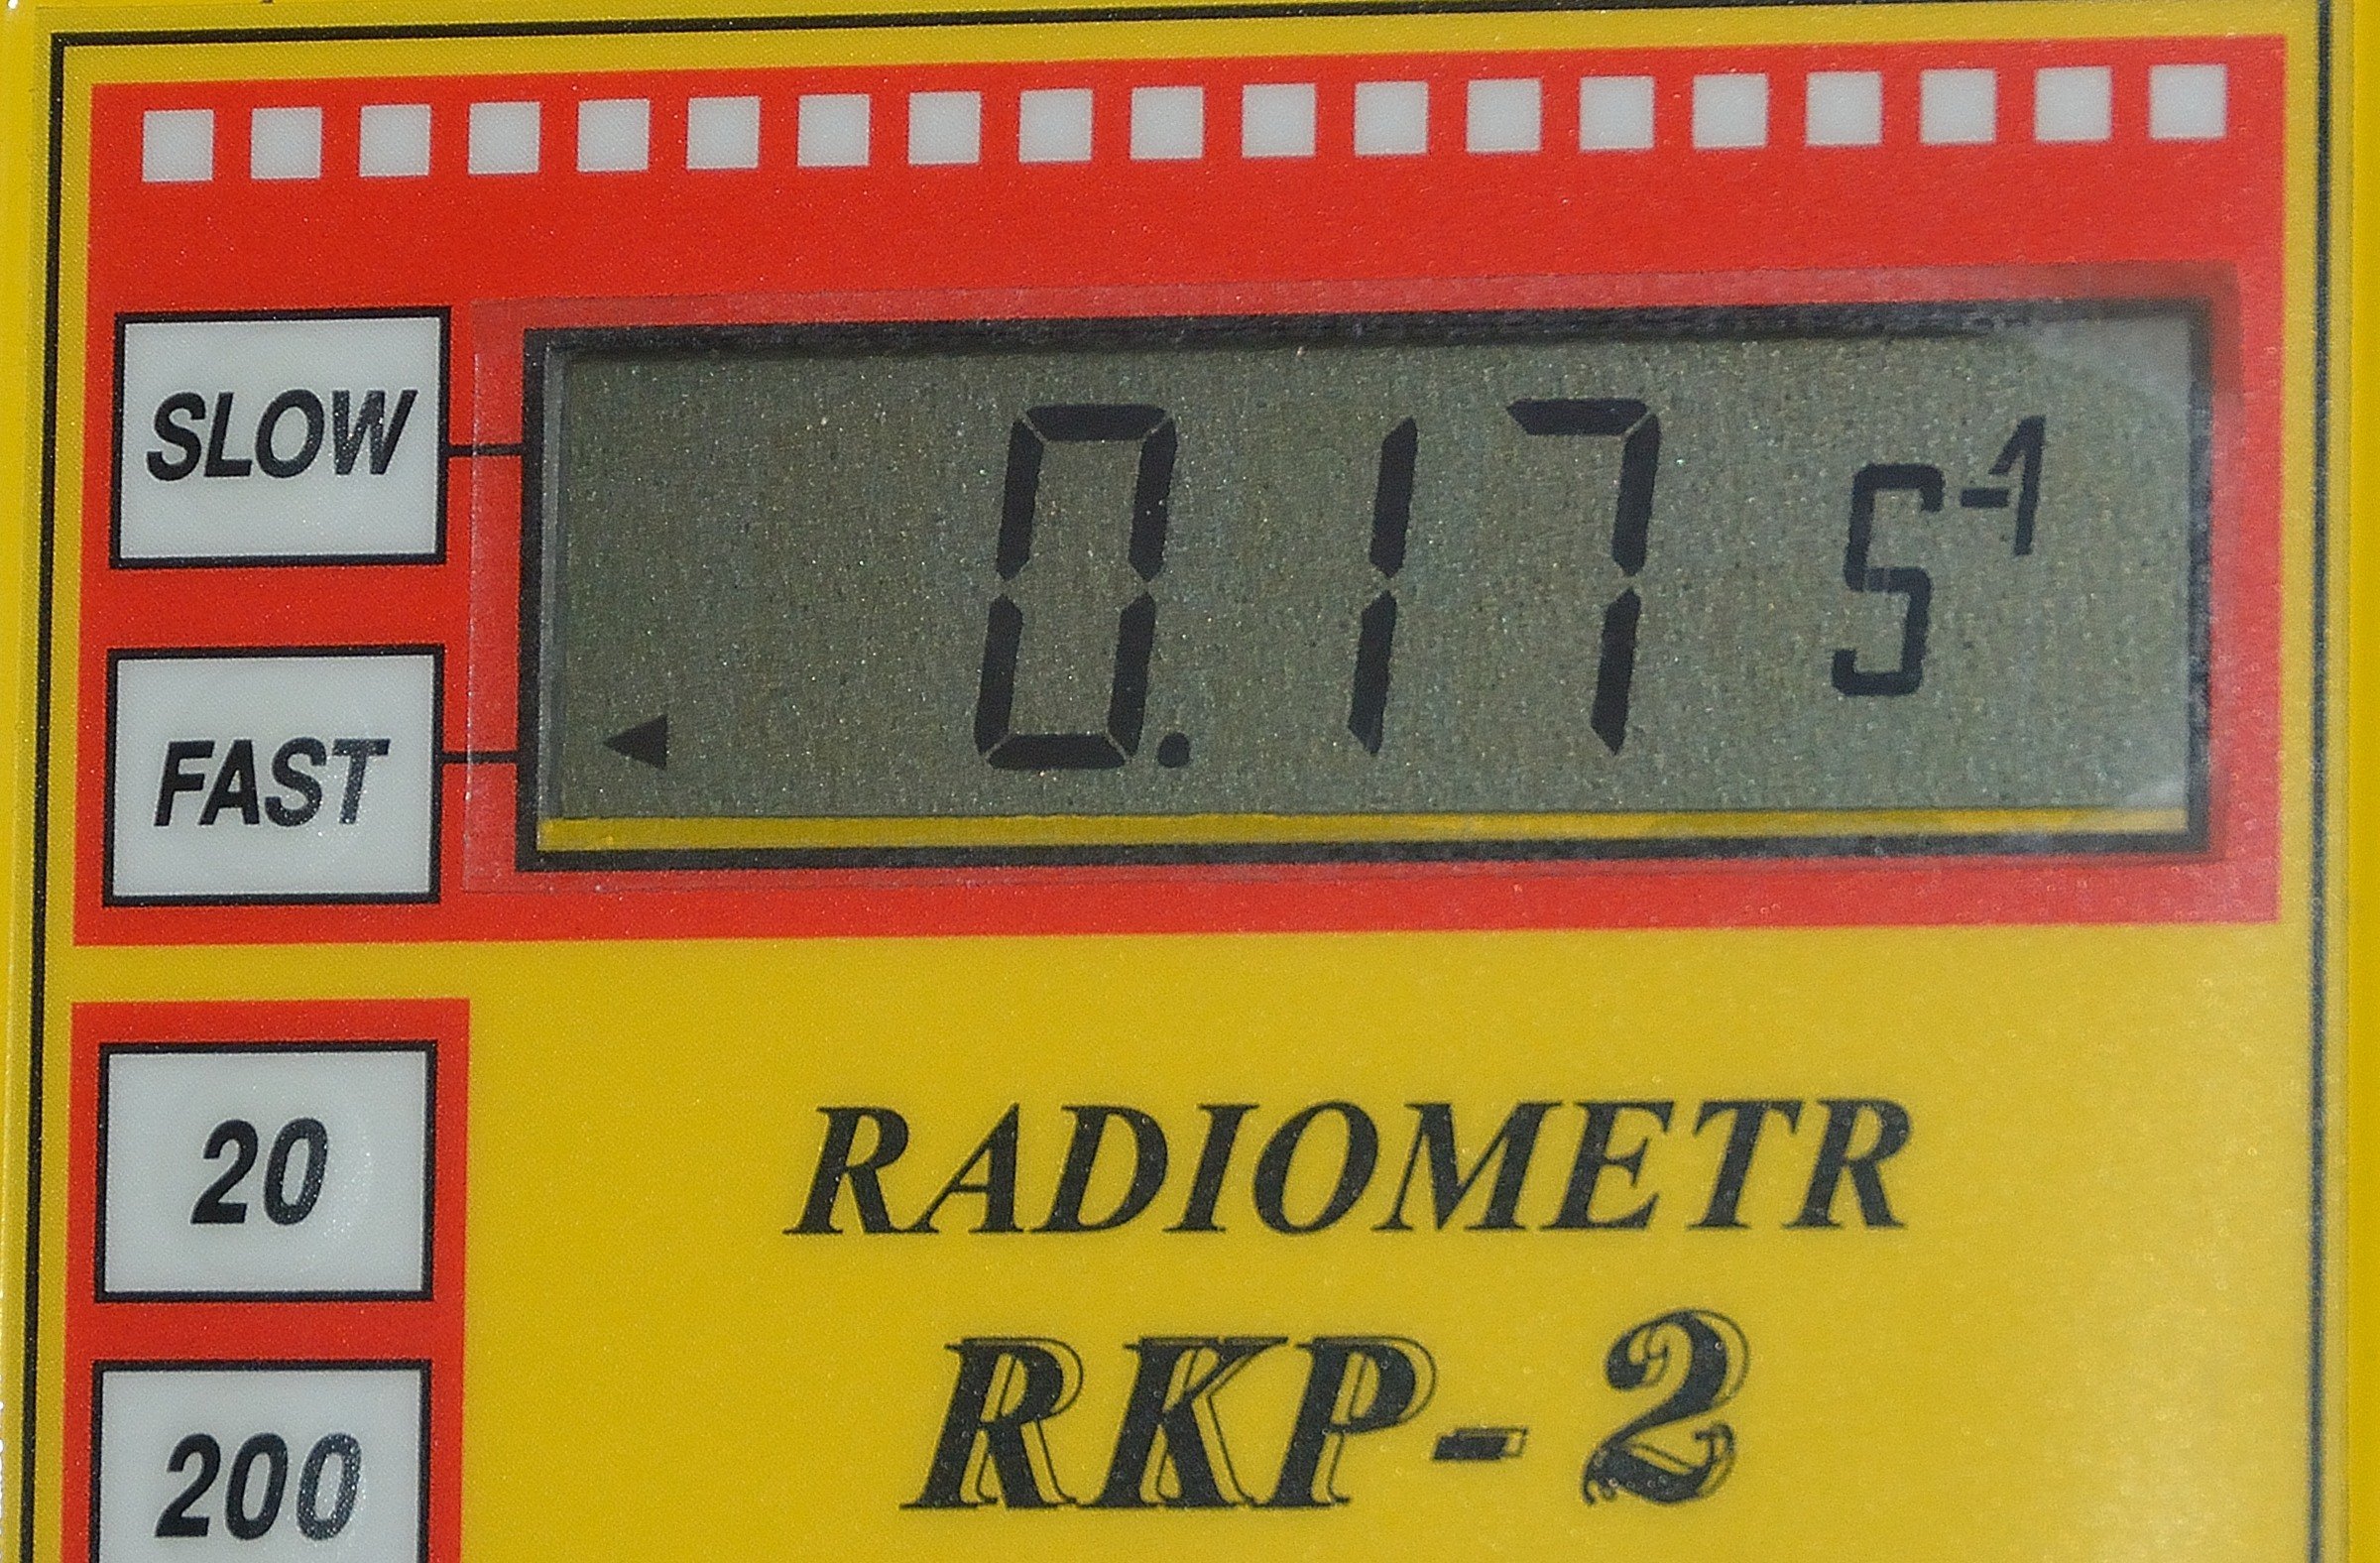 SLOW
0.17 s⁻¹
FAST
20
RADIOMETR
200
RKP-2